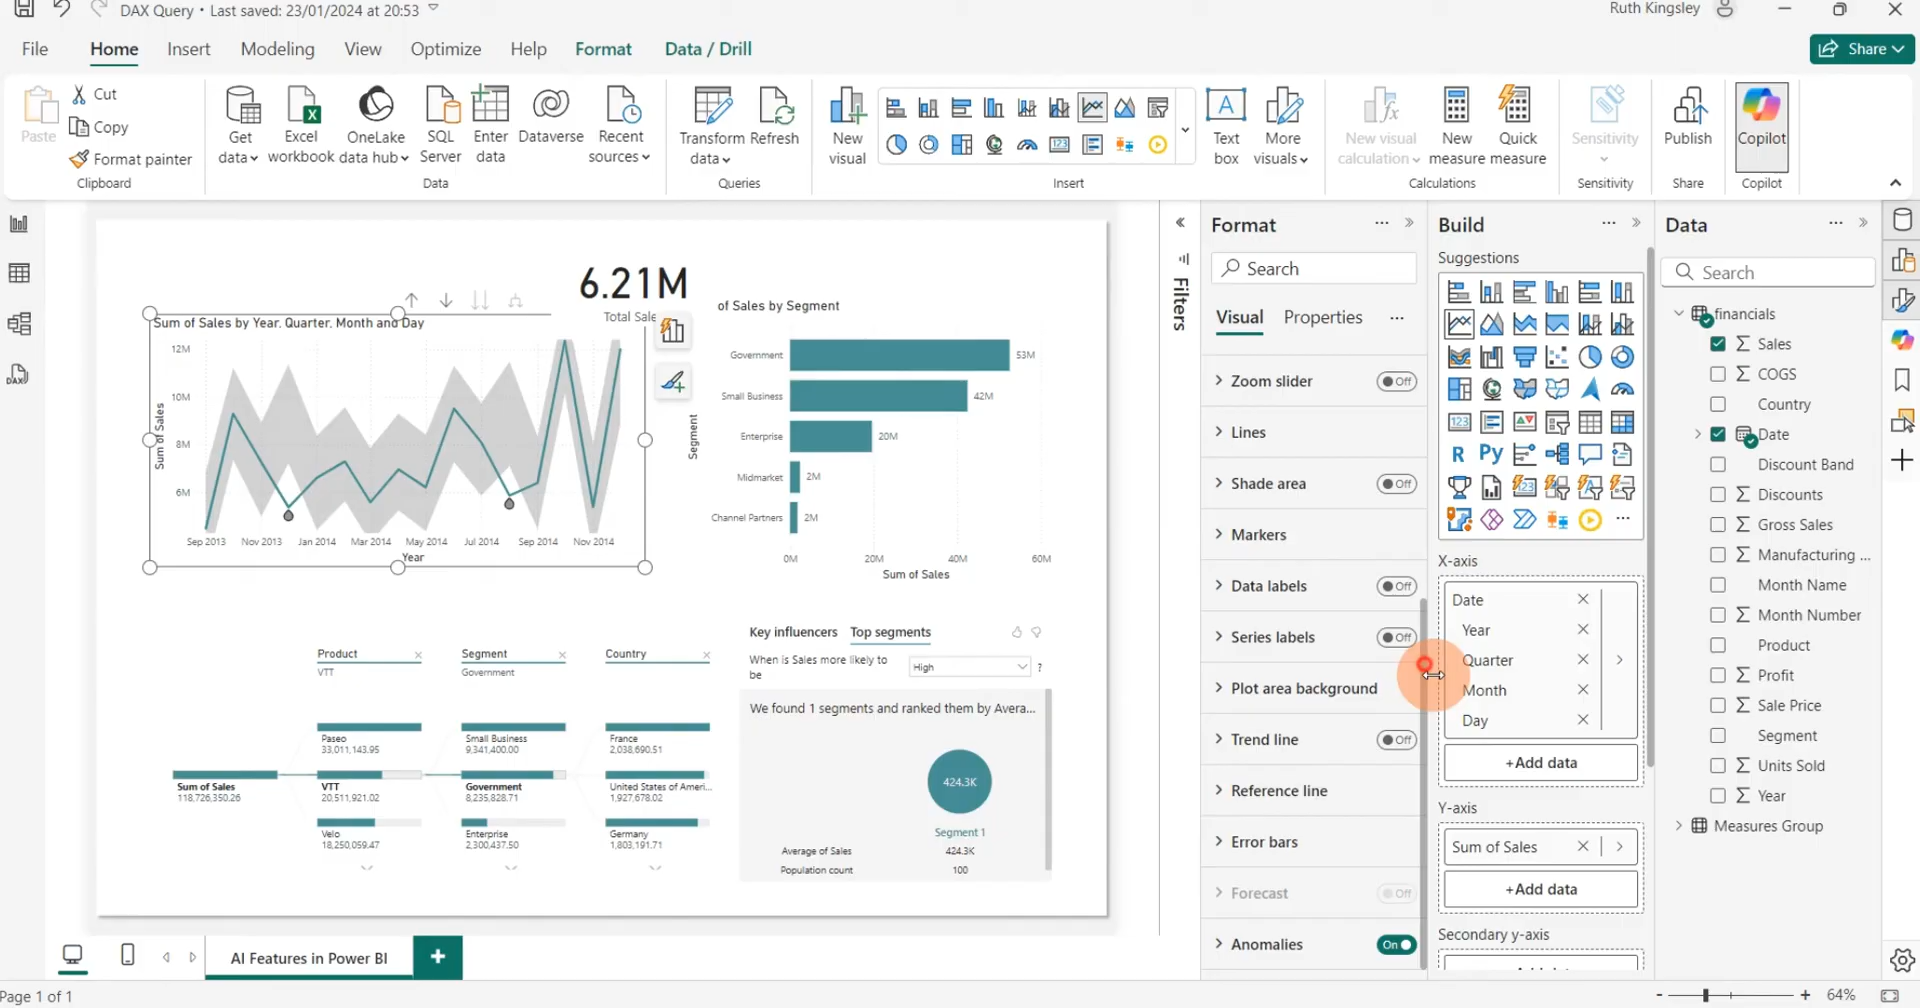 DAX Query • Last saved: 23/01/2024 at 20:53
Ruth Kingsley
File Home Insert Modeling View Optimize Help Format Data / Drill
Share
Paste
Cut
Copy
Format painter
Clipboard
Get data
Excel workbook
OneLake data hub
SQL Server
Enter data
Dataverse
Recent sources
Data
Transform data
Refresh
Queries
New visual
Text box
More visuals
Insert
New visual calculation
New measure
Quick measure
Calculations
Sensitivity
Sensitivity
Publish
Share
Copilot
Copilot
DAX
6.21M
Total Sale
Sum of Sales by Year, Quarter, Month and Day
Sum of Sales
12M
10M
8M
6M
Sep 2013 Nov 2013 Jan 2014 Mar 2014 May 2014 Jul 2014 Sep 2014 Nov 2014
Year
of Sales by Segment
Segment
Government 53M
Small Business 42M
Enterprise 20M
Midmarket 2M
Channel Partners 2M
0M 20M 40M 60M
Sum of Sales
Product Segment Country
VTT Government
Paseo
33,011,143.95
Small Business
9,341,400.00
France
2,038,690.51
Sum of Sales
118,726,350.26
VTT
20,511,921.02
Government
8,235,828.71
United States of Ameri...
1,927,678.02
Velo
18,250,059.47
Enterprise
2,300,437.50
Germany
1,803,191.71
Key influencers Top segments
When is Sales more likely to
be
High
?
We found 1 segments and ranked them by Avera...
424.3K
Segment 1
Average of Sales 424.3K
Population count 100
Filters
Format
Search
Visual Properties
Zoom slider Off
Lines
Shade area Off
Markers
Data labels Off
Series labels Off
Plot area background
Trend line Off
Reference line
Error bars
Forecast Off
Anomalies On
Build
Suggestions
R Py
123
X-axis
Date
Year
Quarter
Month
Day
+Add data
Y-axis
Sum of Sales
+Add data
Secondary y-axis
Data
Search
financials
Sales
COGS
Country
Date
Discount Band
Discounts
Gross Sales
Manufacturing ...
Month Name
Month Number
Product
Profit
Sale Price
Segment
Units Sold
Year
Measures Group
AI Features in Power BI
Page 1 of 1
64%